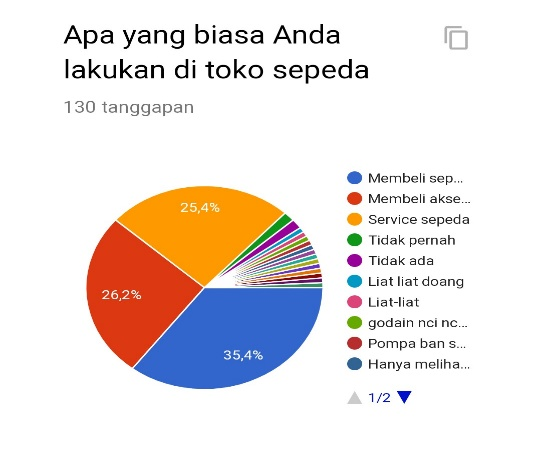 Apa yang biasa Anda
lakukan di toko sepeda
130 tanggapan
25,4%
26,2%
35,4%
Membeli sep...
Membeli akse...
Service sepeda
Tidak pernah
Tidak ada
Liat liat doang
Liat-liat
godain nci nc...
Pompa ban s...
Hanya meliha...
1/2